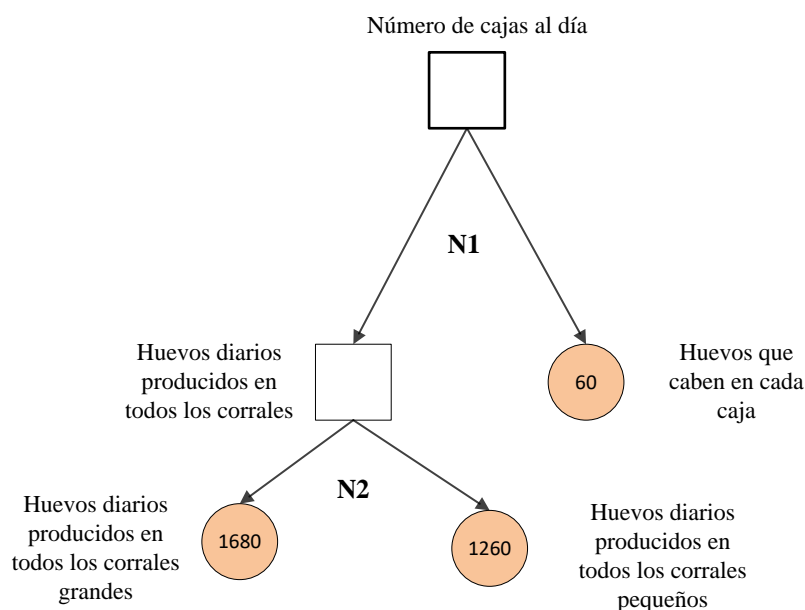 Número de cajas al día
N1
Huevos diarios
producidos en
todos los corrales
60
Huevos que
caben en cada
caja
N2
Huevos diarios
producidos en
todos los corrales
grandes
1680
1260
Huevos diarios
producidos en
todos los corrales
pequeños